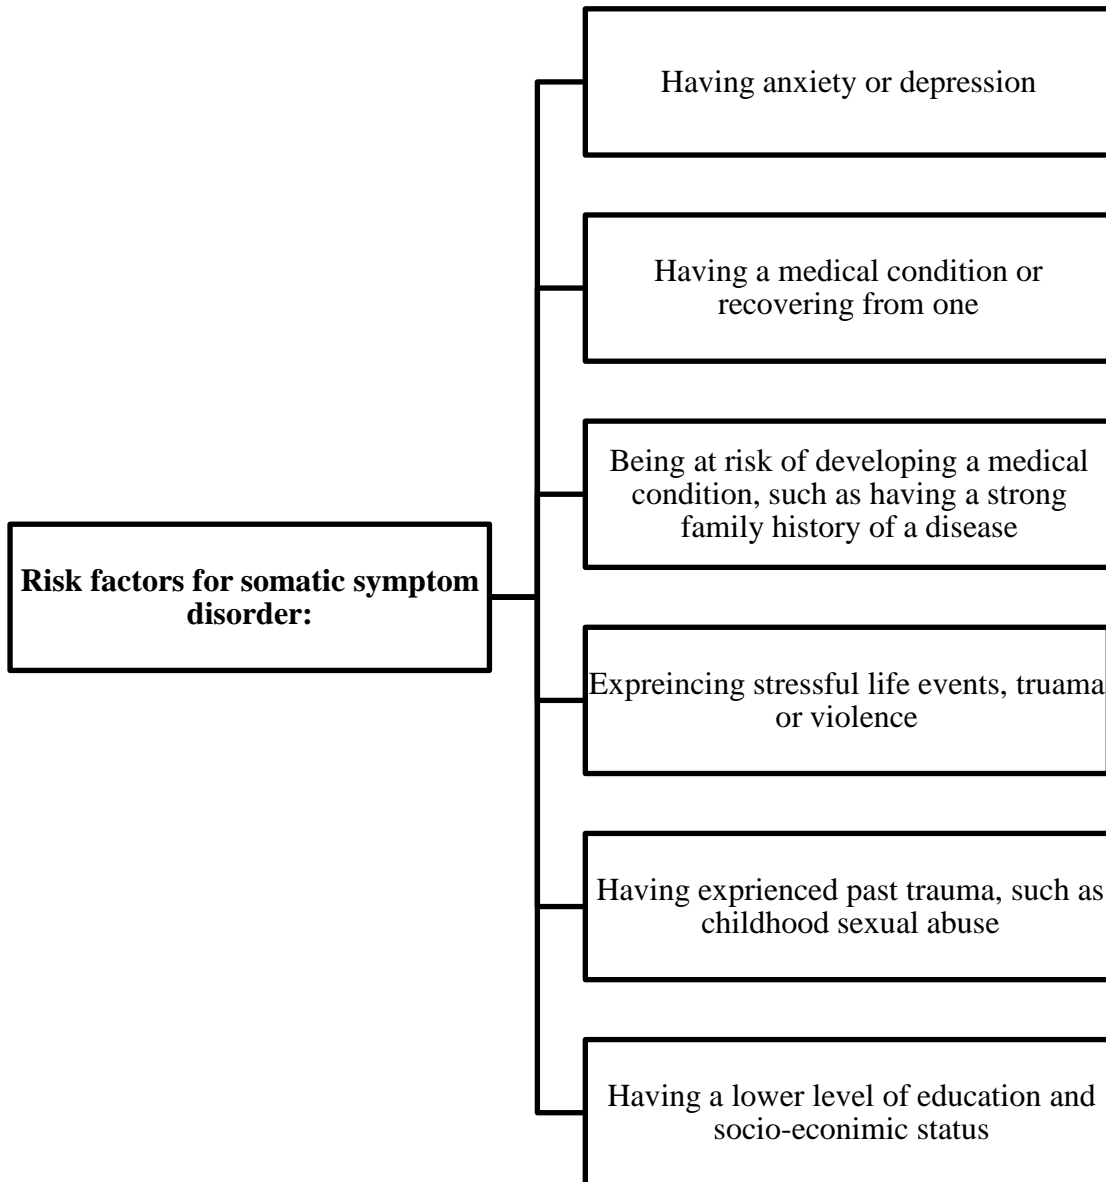 Having anxiety or depression
Having a medical condition or
recovering from one
Being at risk of developing a medical
condition, such as having a strong
family history of a disease
Risk factors for somatic symptom
disorder:
Expreincing stressful life events, truama
or violence
Having exprienced past trauma, such as
childhood sexual abuse
Having a lower level of education and
socio-econimic status